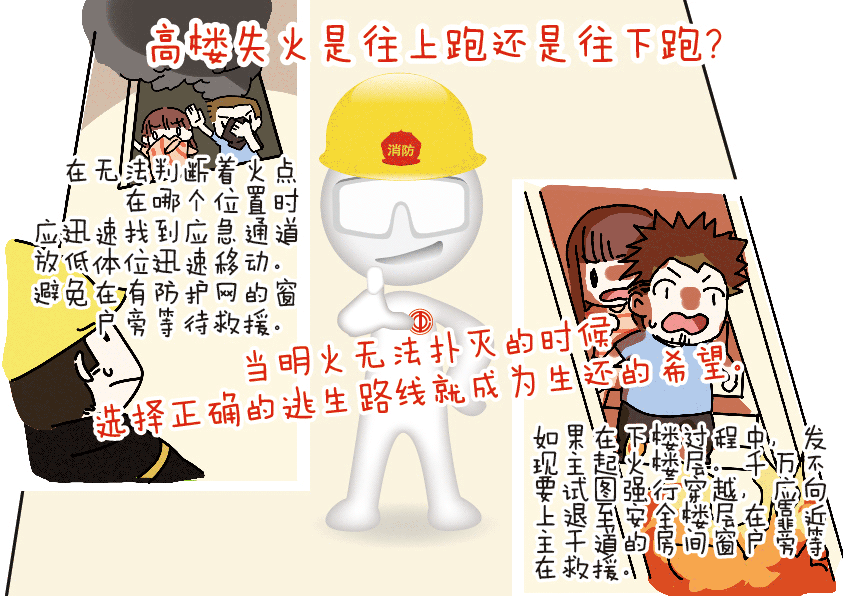 高楼失火是往上跑还是往下跑?
消防
在无法判断着火点
在哪个位置时
应迅速找到应急通道
放低体位迅速移动。
避免在有防护网的窗
户旁等待救援。
当明火无法扑灭的时候
选择正确的逃生路线就成为生还的希望.
如果在下楼过程中，发
现主起火楼层。千万不
要试图强行穿越，应向
上退至安全楼层在靠近
主干道的房间窗户旁等
在救援。